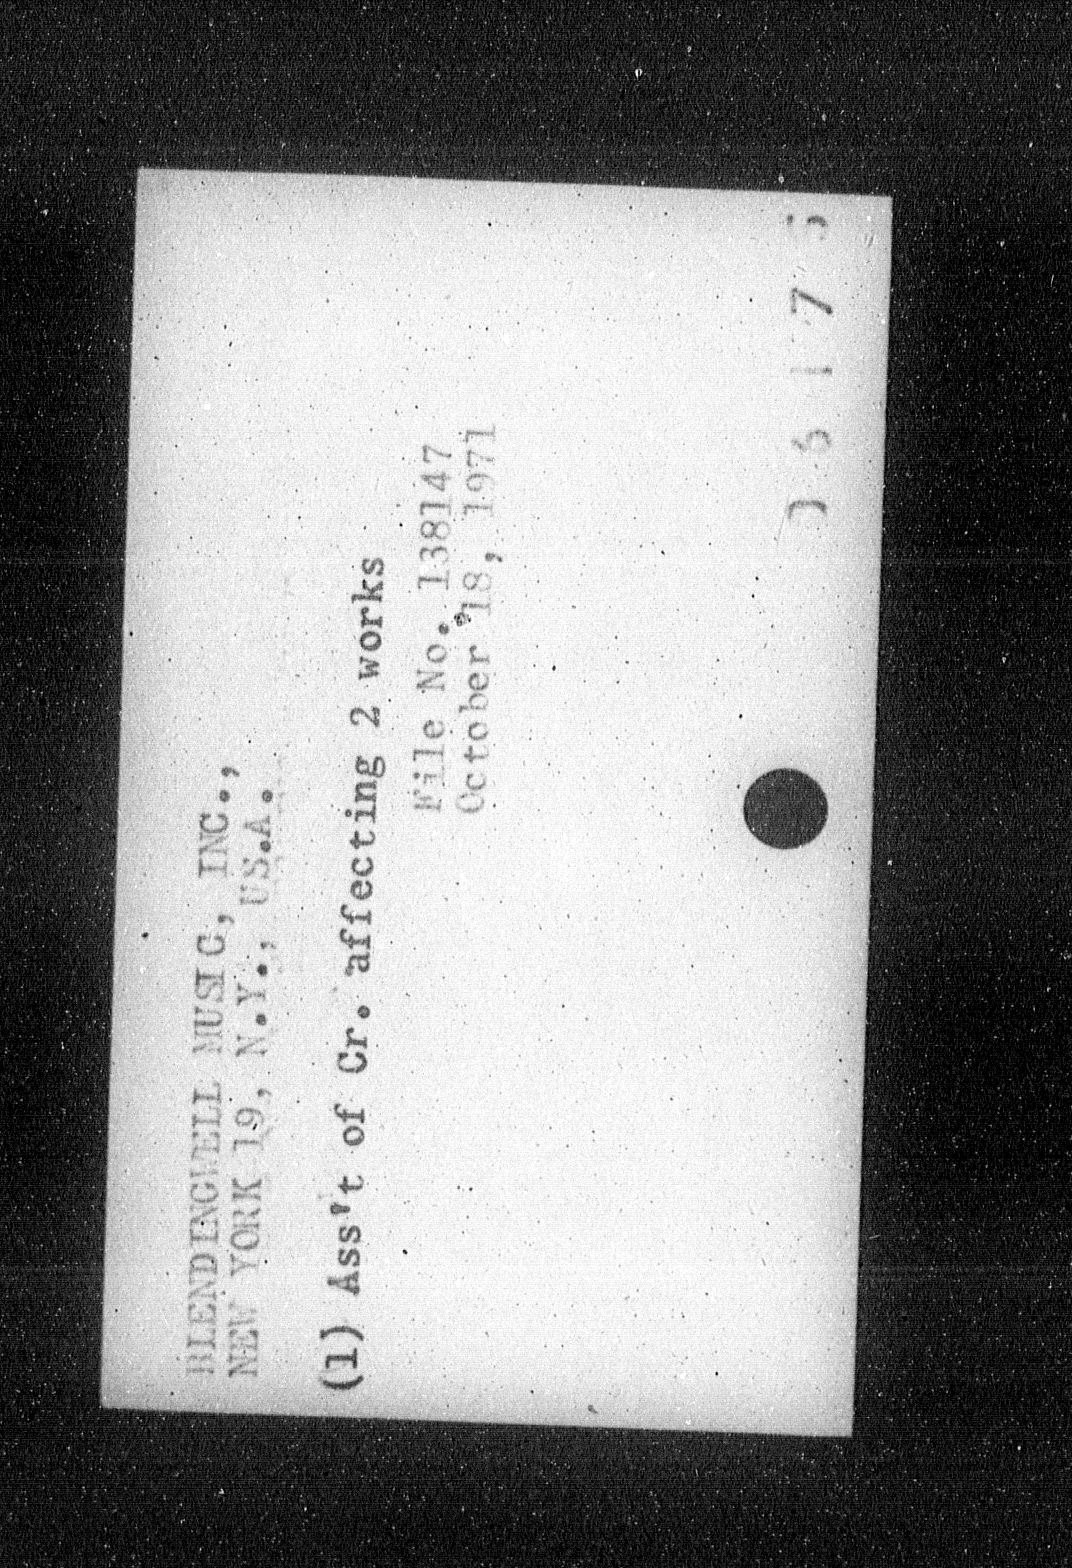 BLENDINGWELL MUSIC, INC.,
NEW YORK 19, N.Y., U.S.A.
(1) Ass't of Cr. affecting 2 works
File No. 138147
October 18, 1971